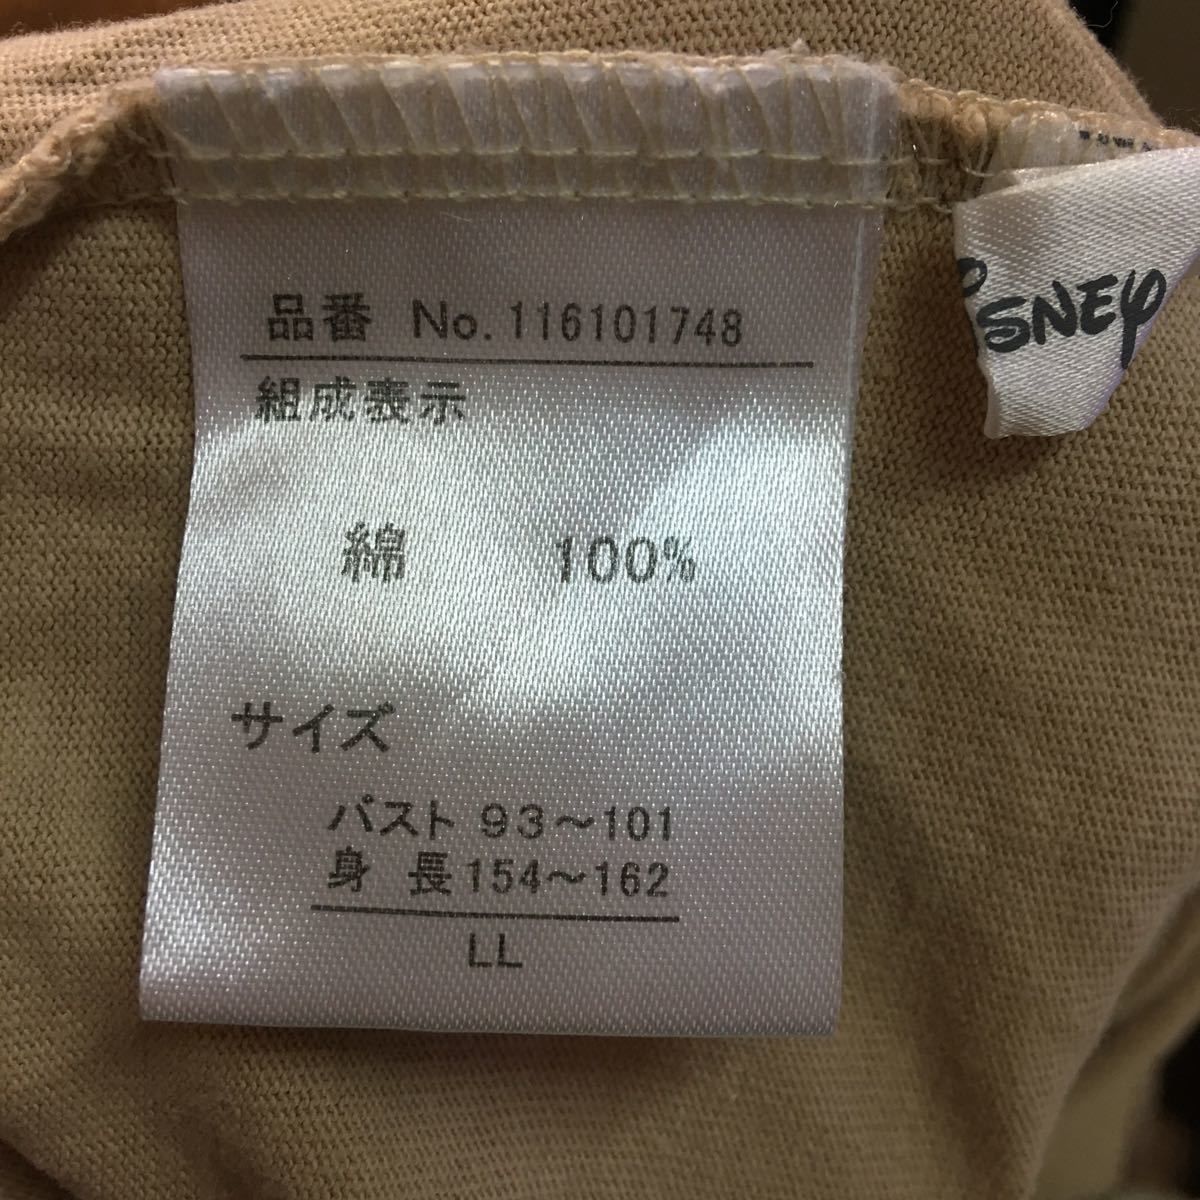 品番 No.116101748
組成表示
綿 100%
サイズ
バスト 93～101
身 長 154～162
LL
DISNEY